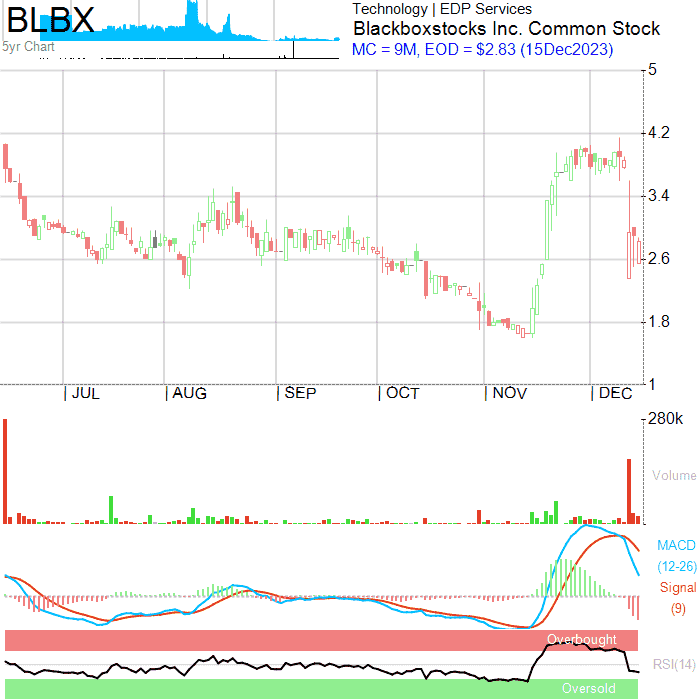 BLBX
5yr Chart
Technology | EDP Services
Blackboxstocks Inc. Common Stock
MC = 9M, EOD = $2.83 (15Dec2023)
5
4.2
3.4
2.6
1.8
1
| JUL | AUG | SEP | OCT | NOV | DEC
280k
Volume
MACD
(12-26)
Signal
(9)
Overbought
RSI(14)
Oversold